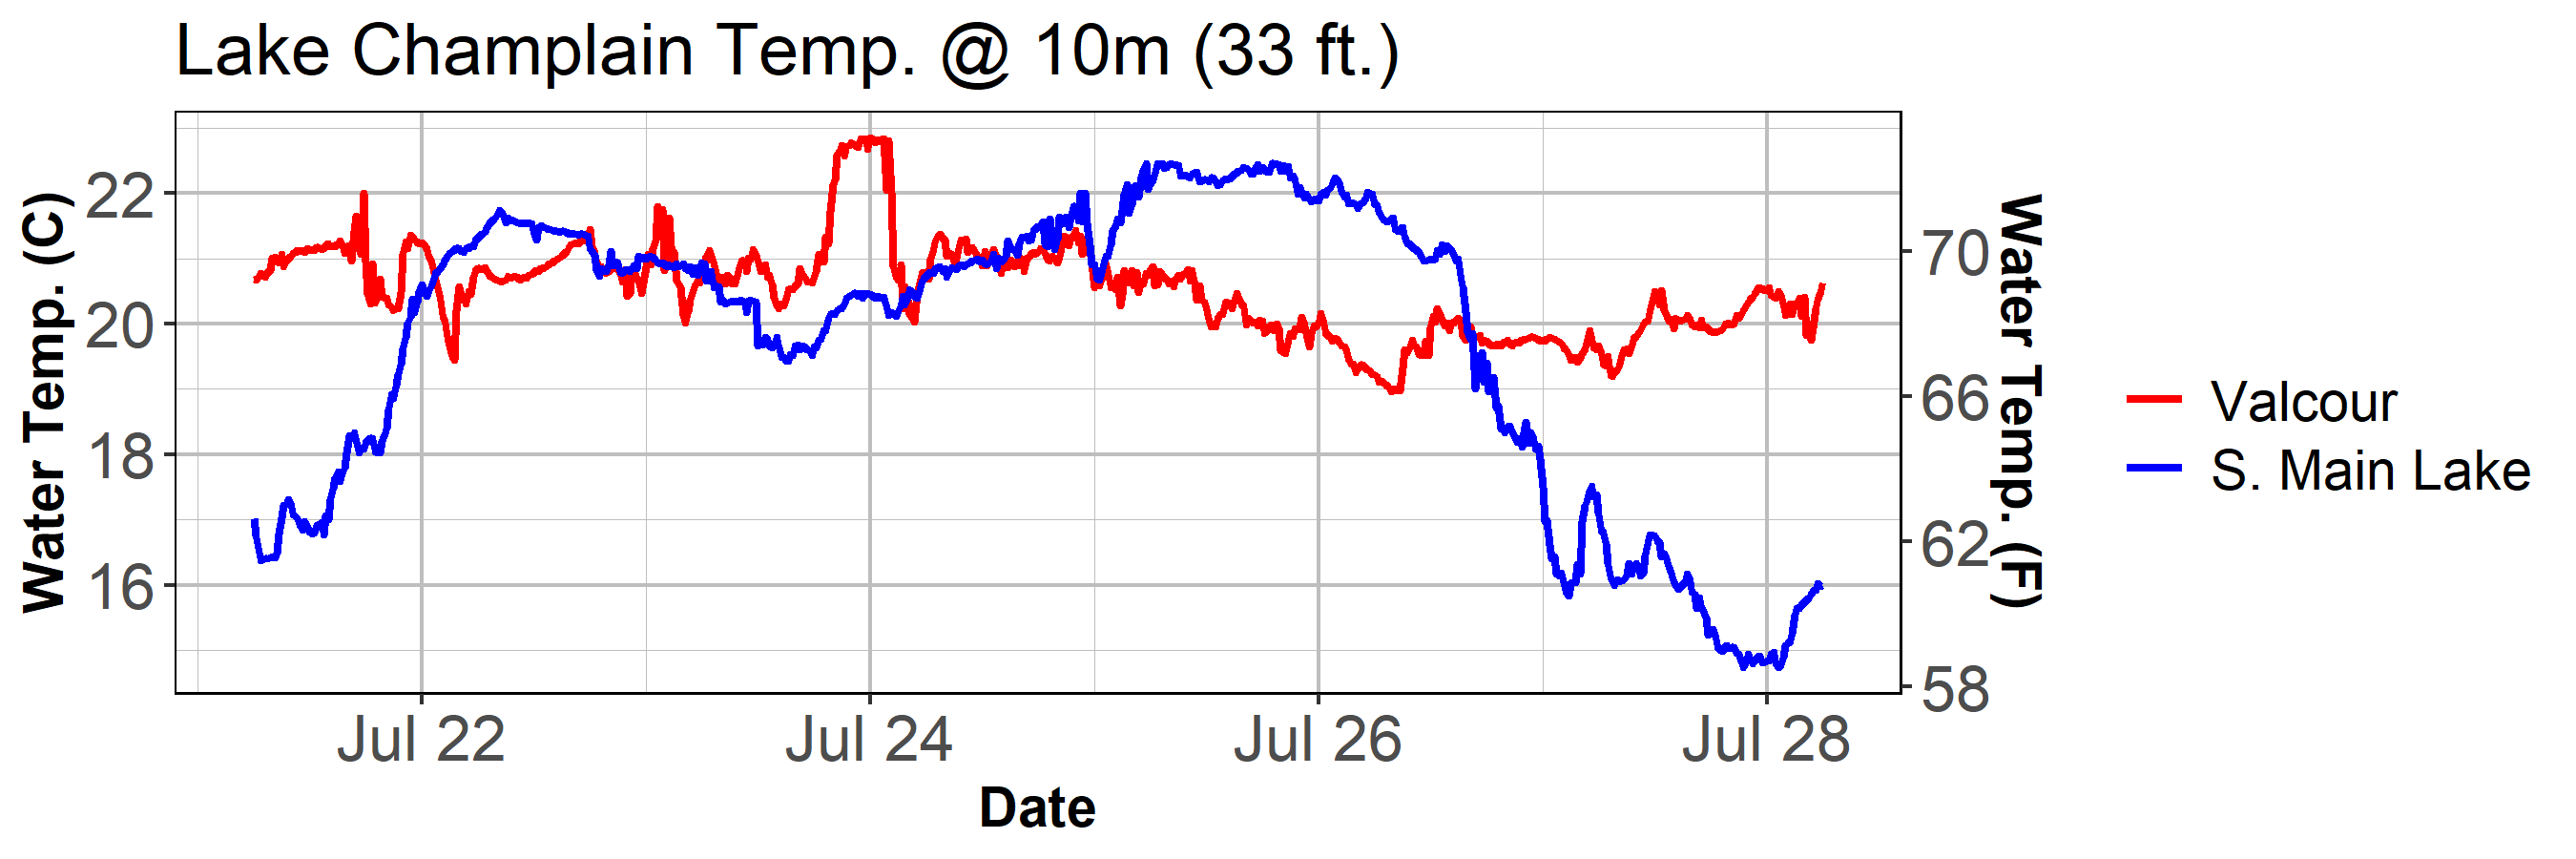 Lake Champlain Temp. @ 10m (33 ft.)
Water Temp. (C)
22
20
18
16
70
66
62
58
Water Temp. (F)
Jul 22
Jul 24
Jul 26
Jul 28
Date
Valcour
S. Main Lake